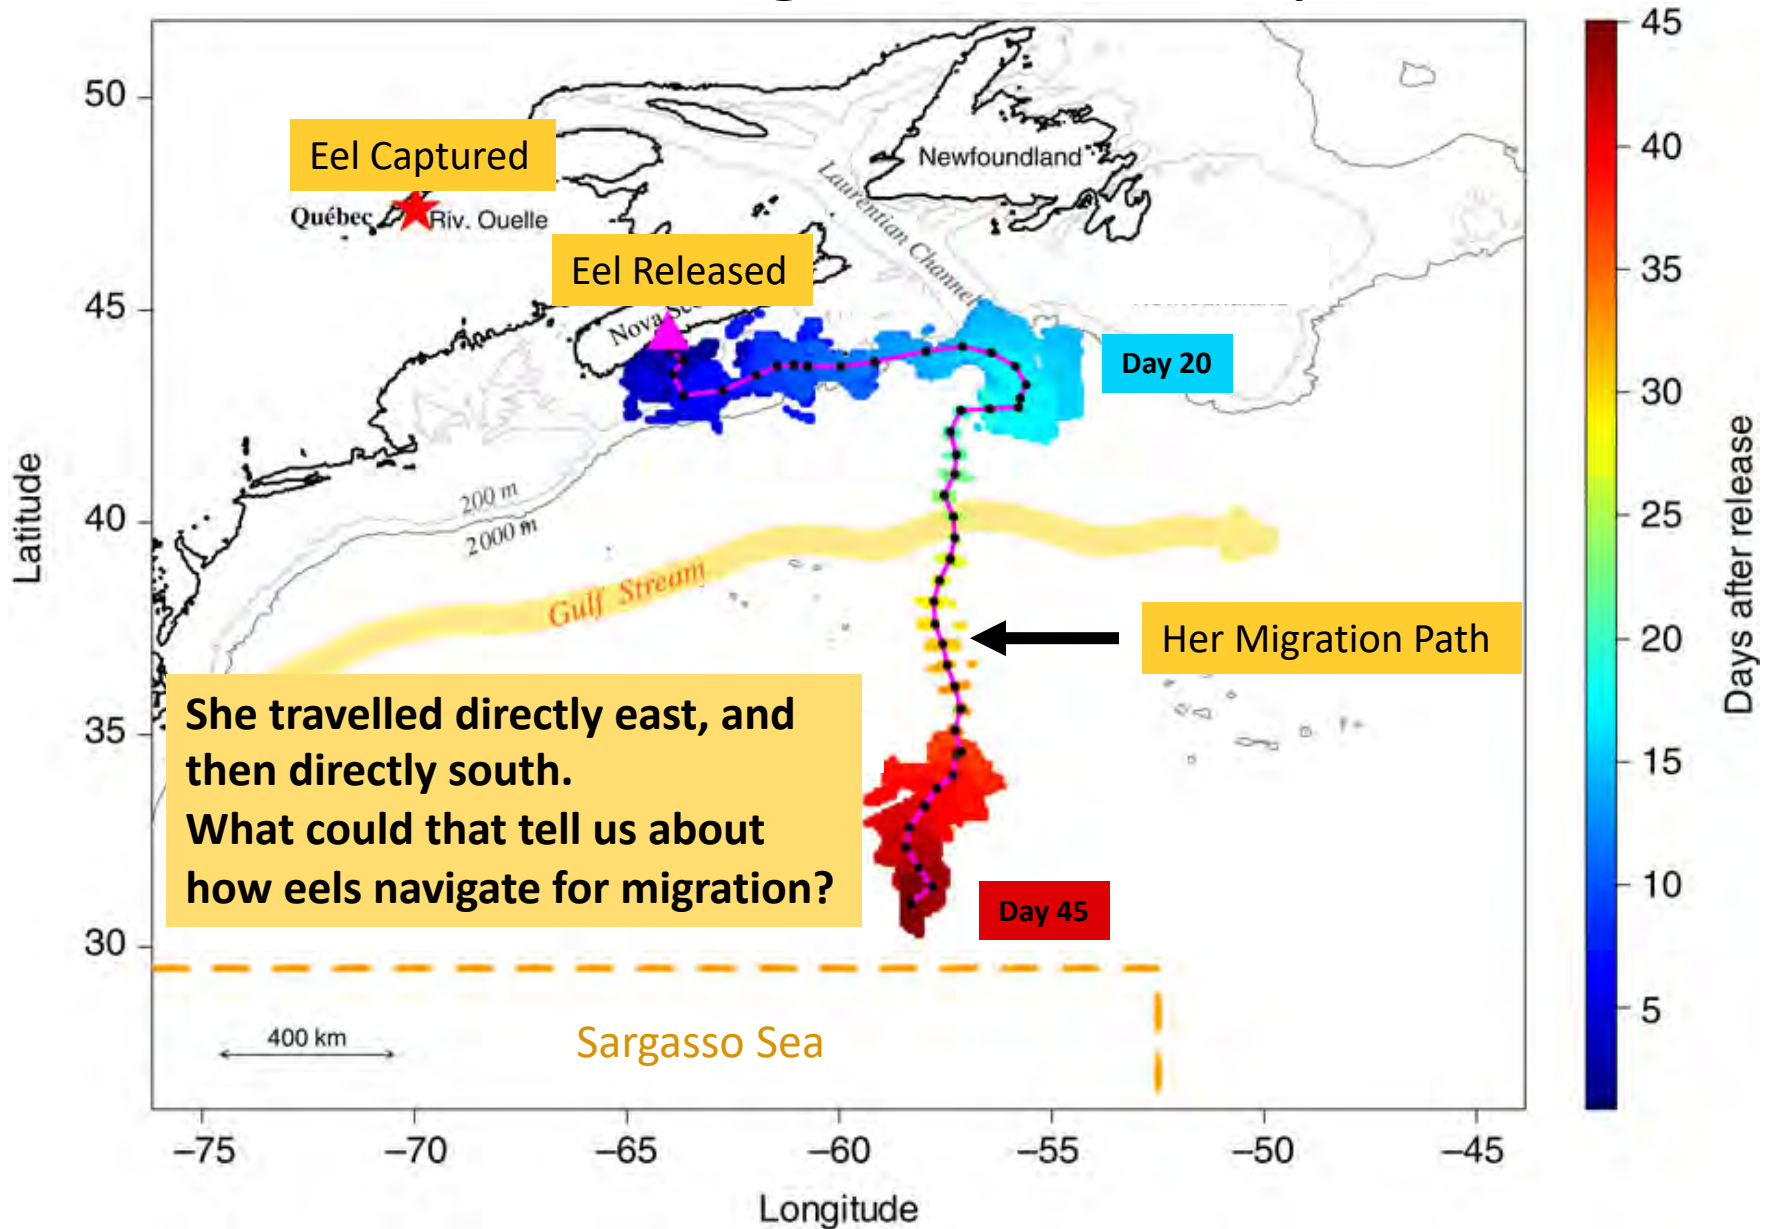 50
45
40
35
30
Latitude
Eel Captured
Québec
Riv. Ouelle
Eel Released
Nova
Newfoundland
Laurentian Channel
Day 20
200 m
2000 m
Gulf Stream
Her Migration Path
She travelled directly east, and
then directly south.
What could that tell us about
how eels navigate for migration?
Day 45
400 km
Sargasso Sea
–75
–70
–65
–60
–55
–50
–45
Longitude
45
40
35
30
25
20
15
10
5
Days after release